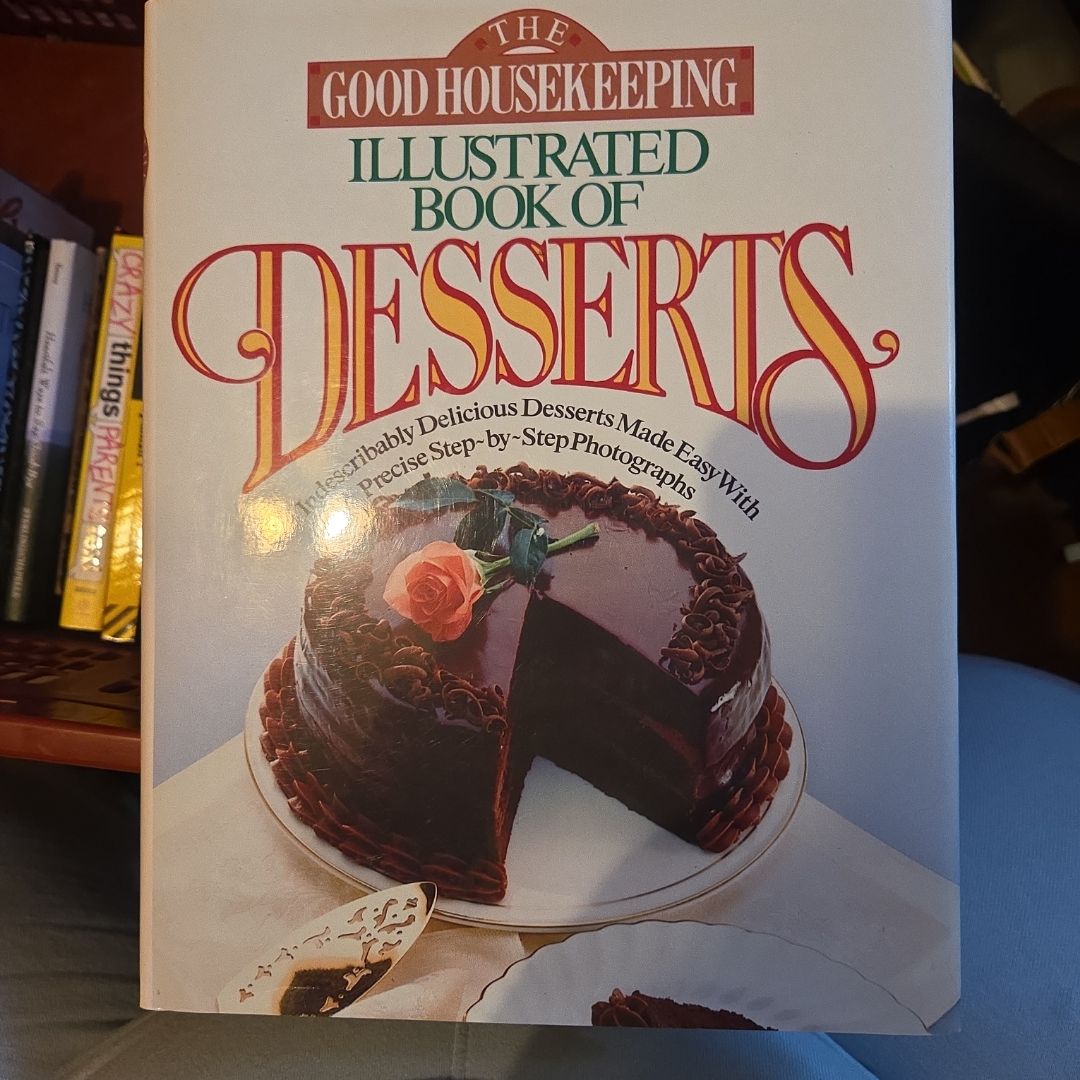 THE
GOOD HOUSEKEEPING
ILLUSTRATED
BOOK OF
DESSERTS
Indescribably Delicious Desserts Made Easy With
Precise Step-by-Step Photographs
CRAZY things PARENTS